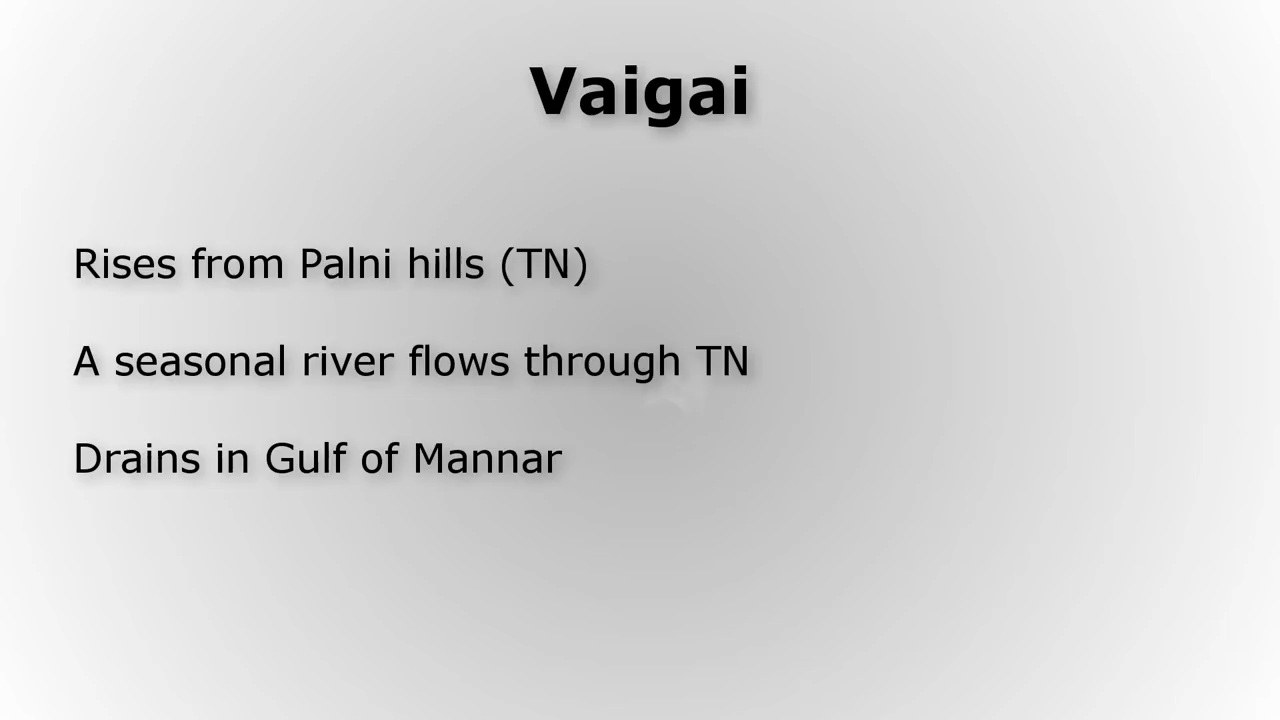 Vaigai
Rises from Palni hills (TN)
A seasonal river flows through TN
Drains in Gulf of Mannar